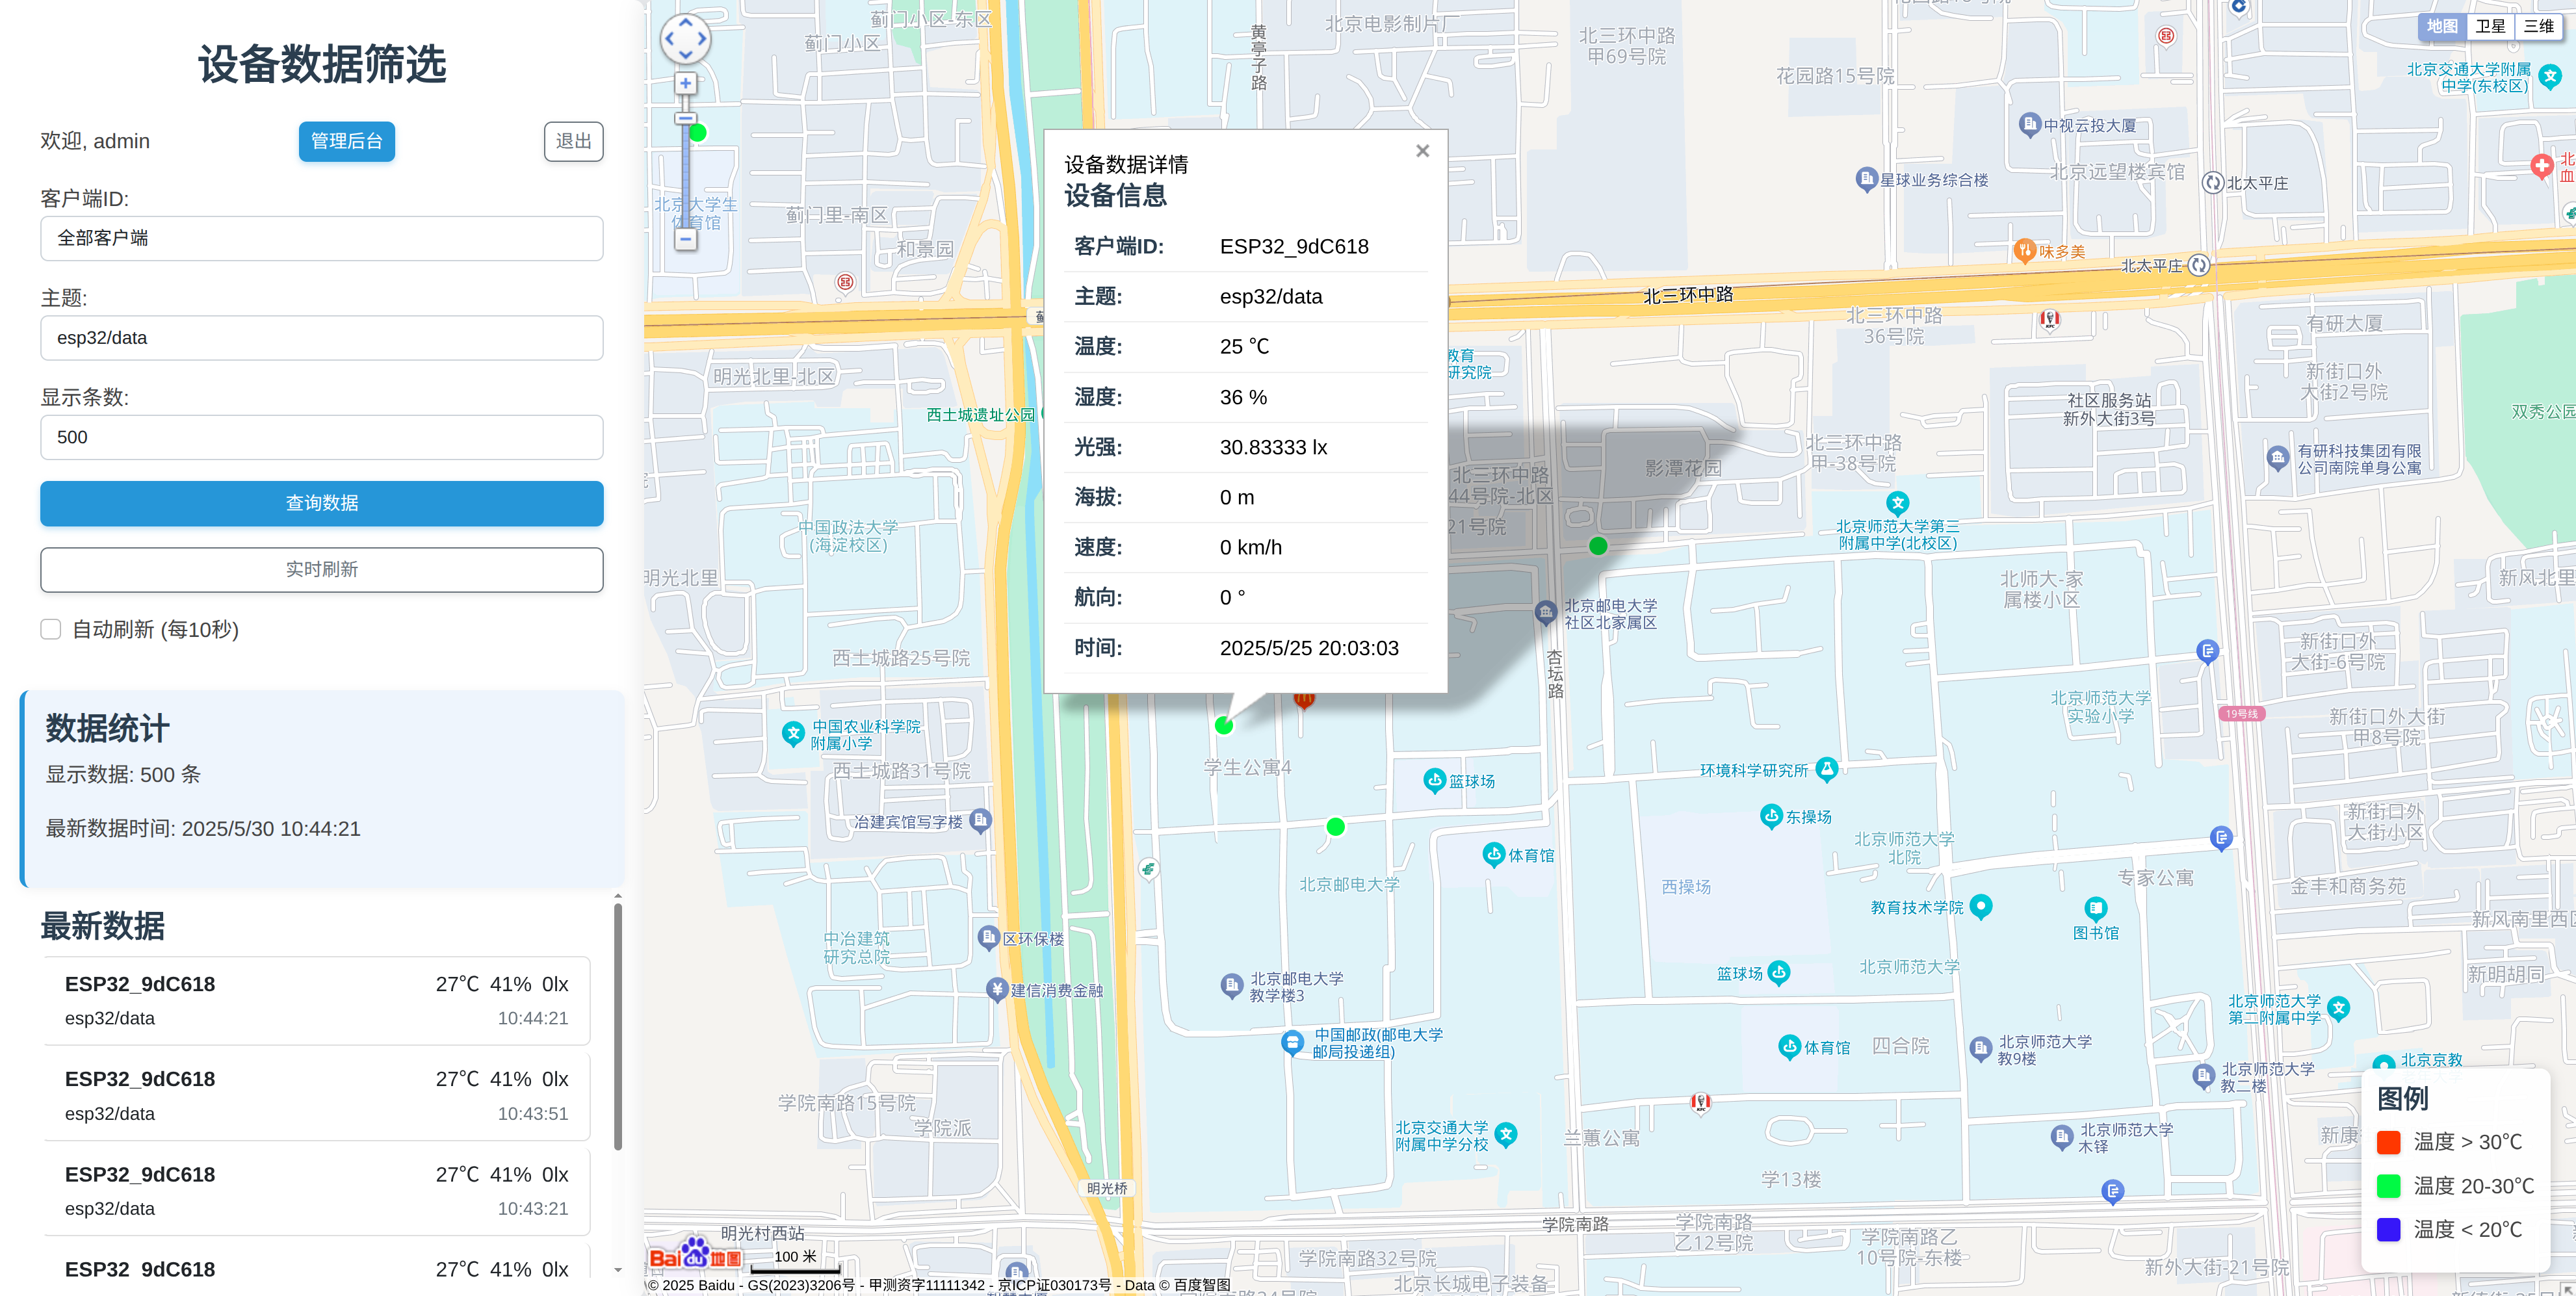 设备数据筛选
欢迎, admin
管理后台
退出
客户端ID:
全部客户端
主题:
esp32/data
显示条数:
500
查询数据
实时刷新
自动刷新 (每10秒)
数据统计
显示数据: 500 条
最新数据时间: 2025/5/30 10:44:21
最新数据
ESP32_9dC618
27℃ 41% 0lx
esp32/data
10:44:21
ESP32_9dC618
27℃ 41% 0lx
esp32/data
10:43:51
ESP32_9dC618
27℃ 41% 0lx
esp32/data
10:43:21
ESP32_9dC618
27℃ 41% 0lx
设备数据详情
设备信息
客户端ID:
ESP32_9dC618
主题:
esp32/data
温度:
25 ℃
湿度:
36 %
光强:
30.83333 lx
海拔:
0 m
速度:
0 km/h
航向:
0 °
时间:
2025/5/25 20:03:03
地图
卫星
三维
蓟门小区-东区
蓟门小区
黄亭子路
北京电影制片厂
北三环中路
甲69号院
花园路15号院
北京交通大学附属
中学(东校区)
中视云投大厦
北京远望楼宾馆
星球业务综合楼
北太平庄
北太平庄
味多美
北京大学生
体育馆
蓟门里-南区
和景园
北三环中路
北三环中路
36号院
KFC
有研大厦
新街口外
大街2号院
双秀公园
明光北里-北区
西土城遗址公园
教育
研究院
社区服务站
新外大街3号
有研科技集团有限
公司南院单身公寓
北三环中路
甲-38号院
北三环中路
44号院-北区
21号院
影潭花园
中国政法大学
(海淀校区)
北京师范大学第三
附属中学(北校区)
明光北里
北师大-家
属楼小区
新风北里
北京邮电大学
社区北家属区
杏坛路
西土城路25号院
新街口外
大街-6号院
北京师范大学
实验小学
19号线
新街口外大街
甲8号院
中国农业科学院
附属小学
西土城路31号院
学生公寓4
篮球场
环境科学研究所
东操场
冶建宾馆写字楼
体育馆
北京师范大学
北院
新街口外
大街小区
北京邮电大学
西操场
专家公寓
金丰和商务苑
教育技术学院
图书馆
新风南里西区
中冶建筑
研究总院
区环保楼
篮球场
北京师范大学
新明胡同
建信消费金融
北京邮电大学
教学楼3
北京师范大学
第二附属中学
中国邮政(邮电大学
邮局投递组)
体育馆
四合院
北京师范大学
教9楼
北京师范大学
教二楼
北京京教
学院南路15号院
学院派
KFC
北京交通大学
附属中学分校
兰蕙公寓
北京师范大学
木铎
新康
学13楼
明光桥
明光村西站
学院南路
学院南路
乙12号院
学院南路乙
10号院-东楼
学院南路32号院
北京长城电子装备
新外大街-21号院
图例
温度 > 30℃
温度 20-30℃
温度 < 20℃
Bai du 地图
100 米
© 2025 Baidu - GS(2023)3206号 - 甲测资字11111342 - 京ICP证030173号 - Data © 百度智图